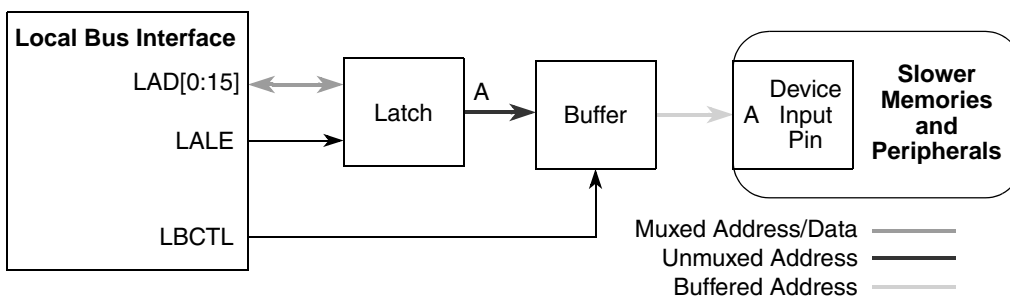 Local Bus Interface
LAD[0:15]
LALE
LBCTL
Latch
A
Buffer
A
Device
Input
Pin
Slower
Memories
and
Peripherals
Muxed Address/Data
Unmuxed Address
Buffered Address